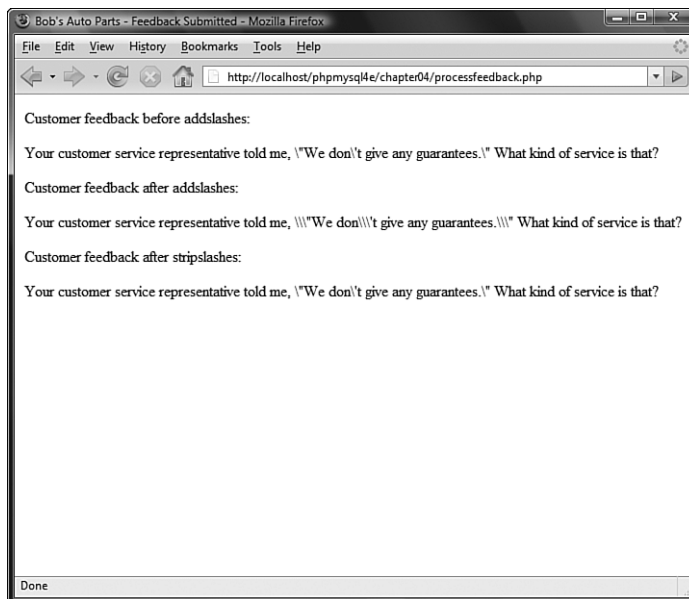 Bob's Auto Parts - Feedback Submitted - Mozilla Firefox
File Edit View History Bookmarks Tools Help
http://localhost/phpmysql4e/chapter04/processfeedback.php
Customer feedback before addslashes:
Your customer service representative told me, \"We don\'t give any guarantees.\" What kind of service is that?
Customer feedback after addslashes:
Your customer service representative told me, \\\"We don\\\'t give any guarantees.\\\" What kind of service is that?
Customer feedback after stripslashes:
Your customer service representative told me, \"We don\'t give any guarantees.\" What kind of service is that?
Done